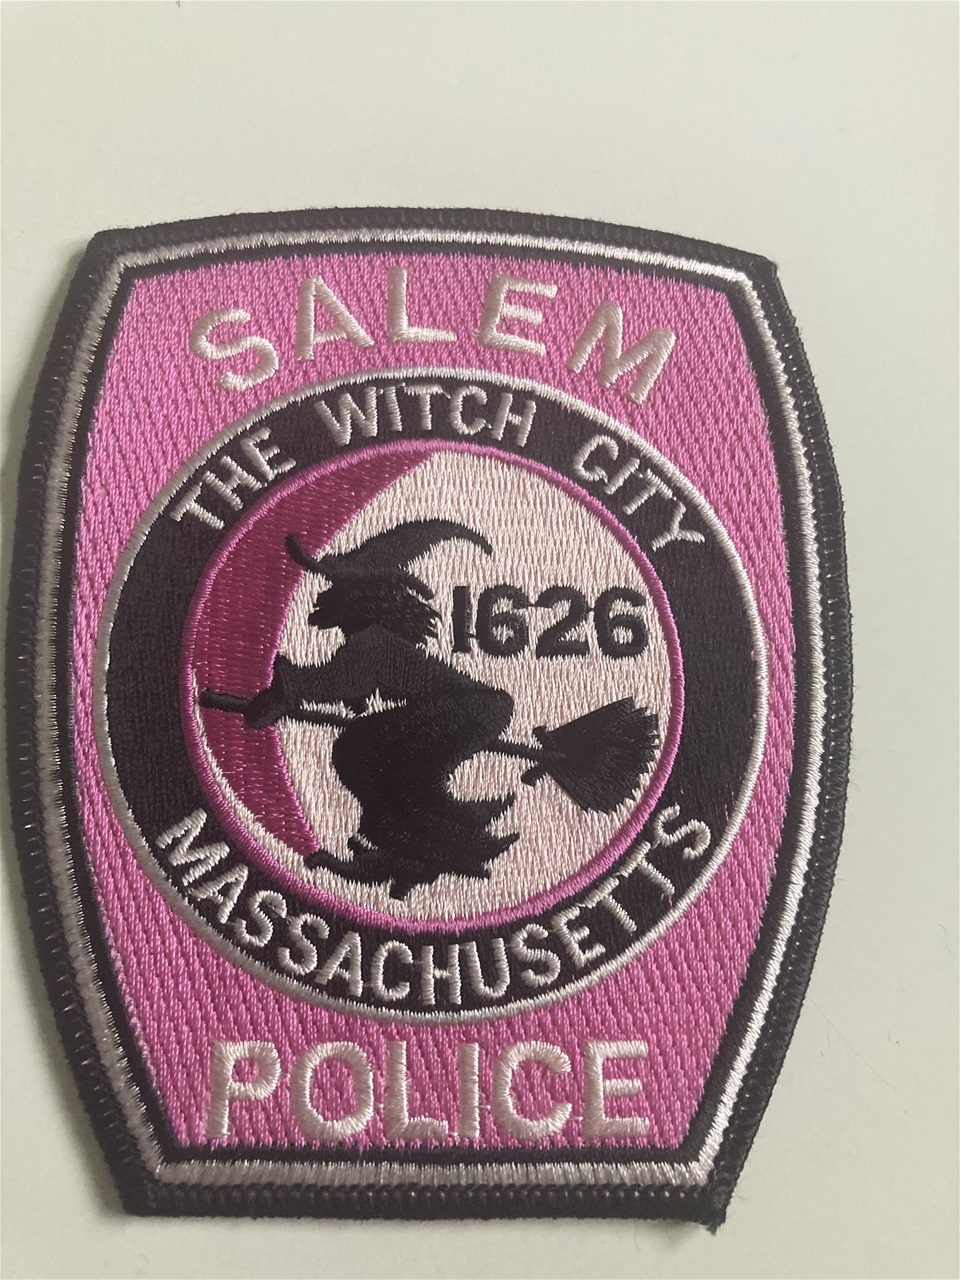 SALEM
THE WITCH CITY
1626
MASSACHUSETTS
POLICE